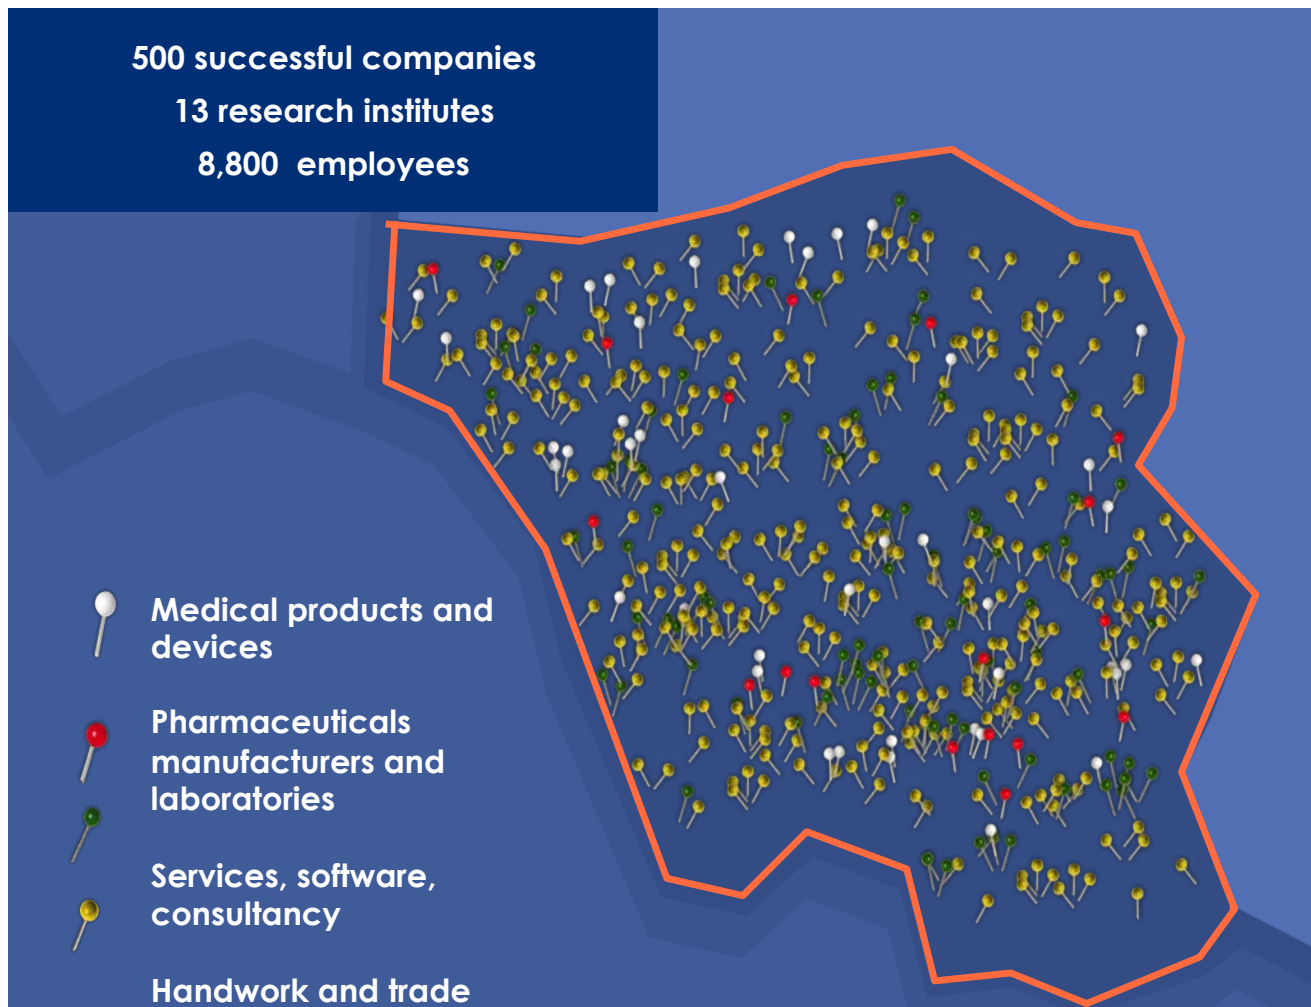 500 successful companies
13 research institutes
8,800  employees
Medical products and
devices
Pharmaceuticals
manufacturers and
laboratories
Services, software,
consultancy
Handwork and trade